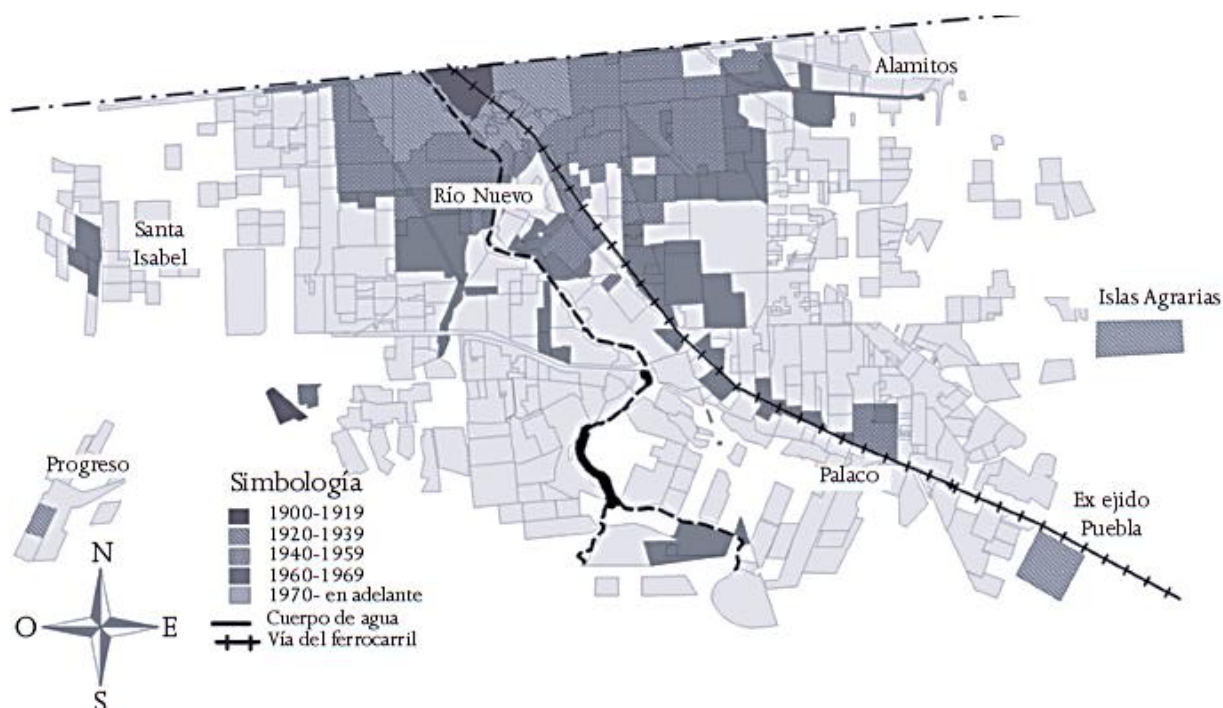 Alamitos
Río Nuevo
Santa
Isabel
Islas Agrarias
Progreso
Palaco
Ex ejido
Puebla
Simbología
1900-1919
1920-1939
1940-1959
1960-1969
1970- en adelante
Cuerpo de agua
Vía del ferrocarril
N
O
E
S